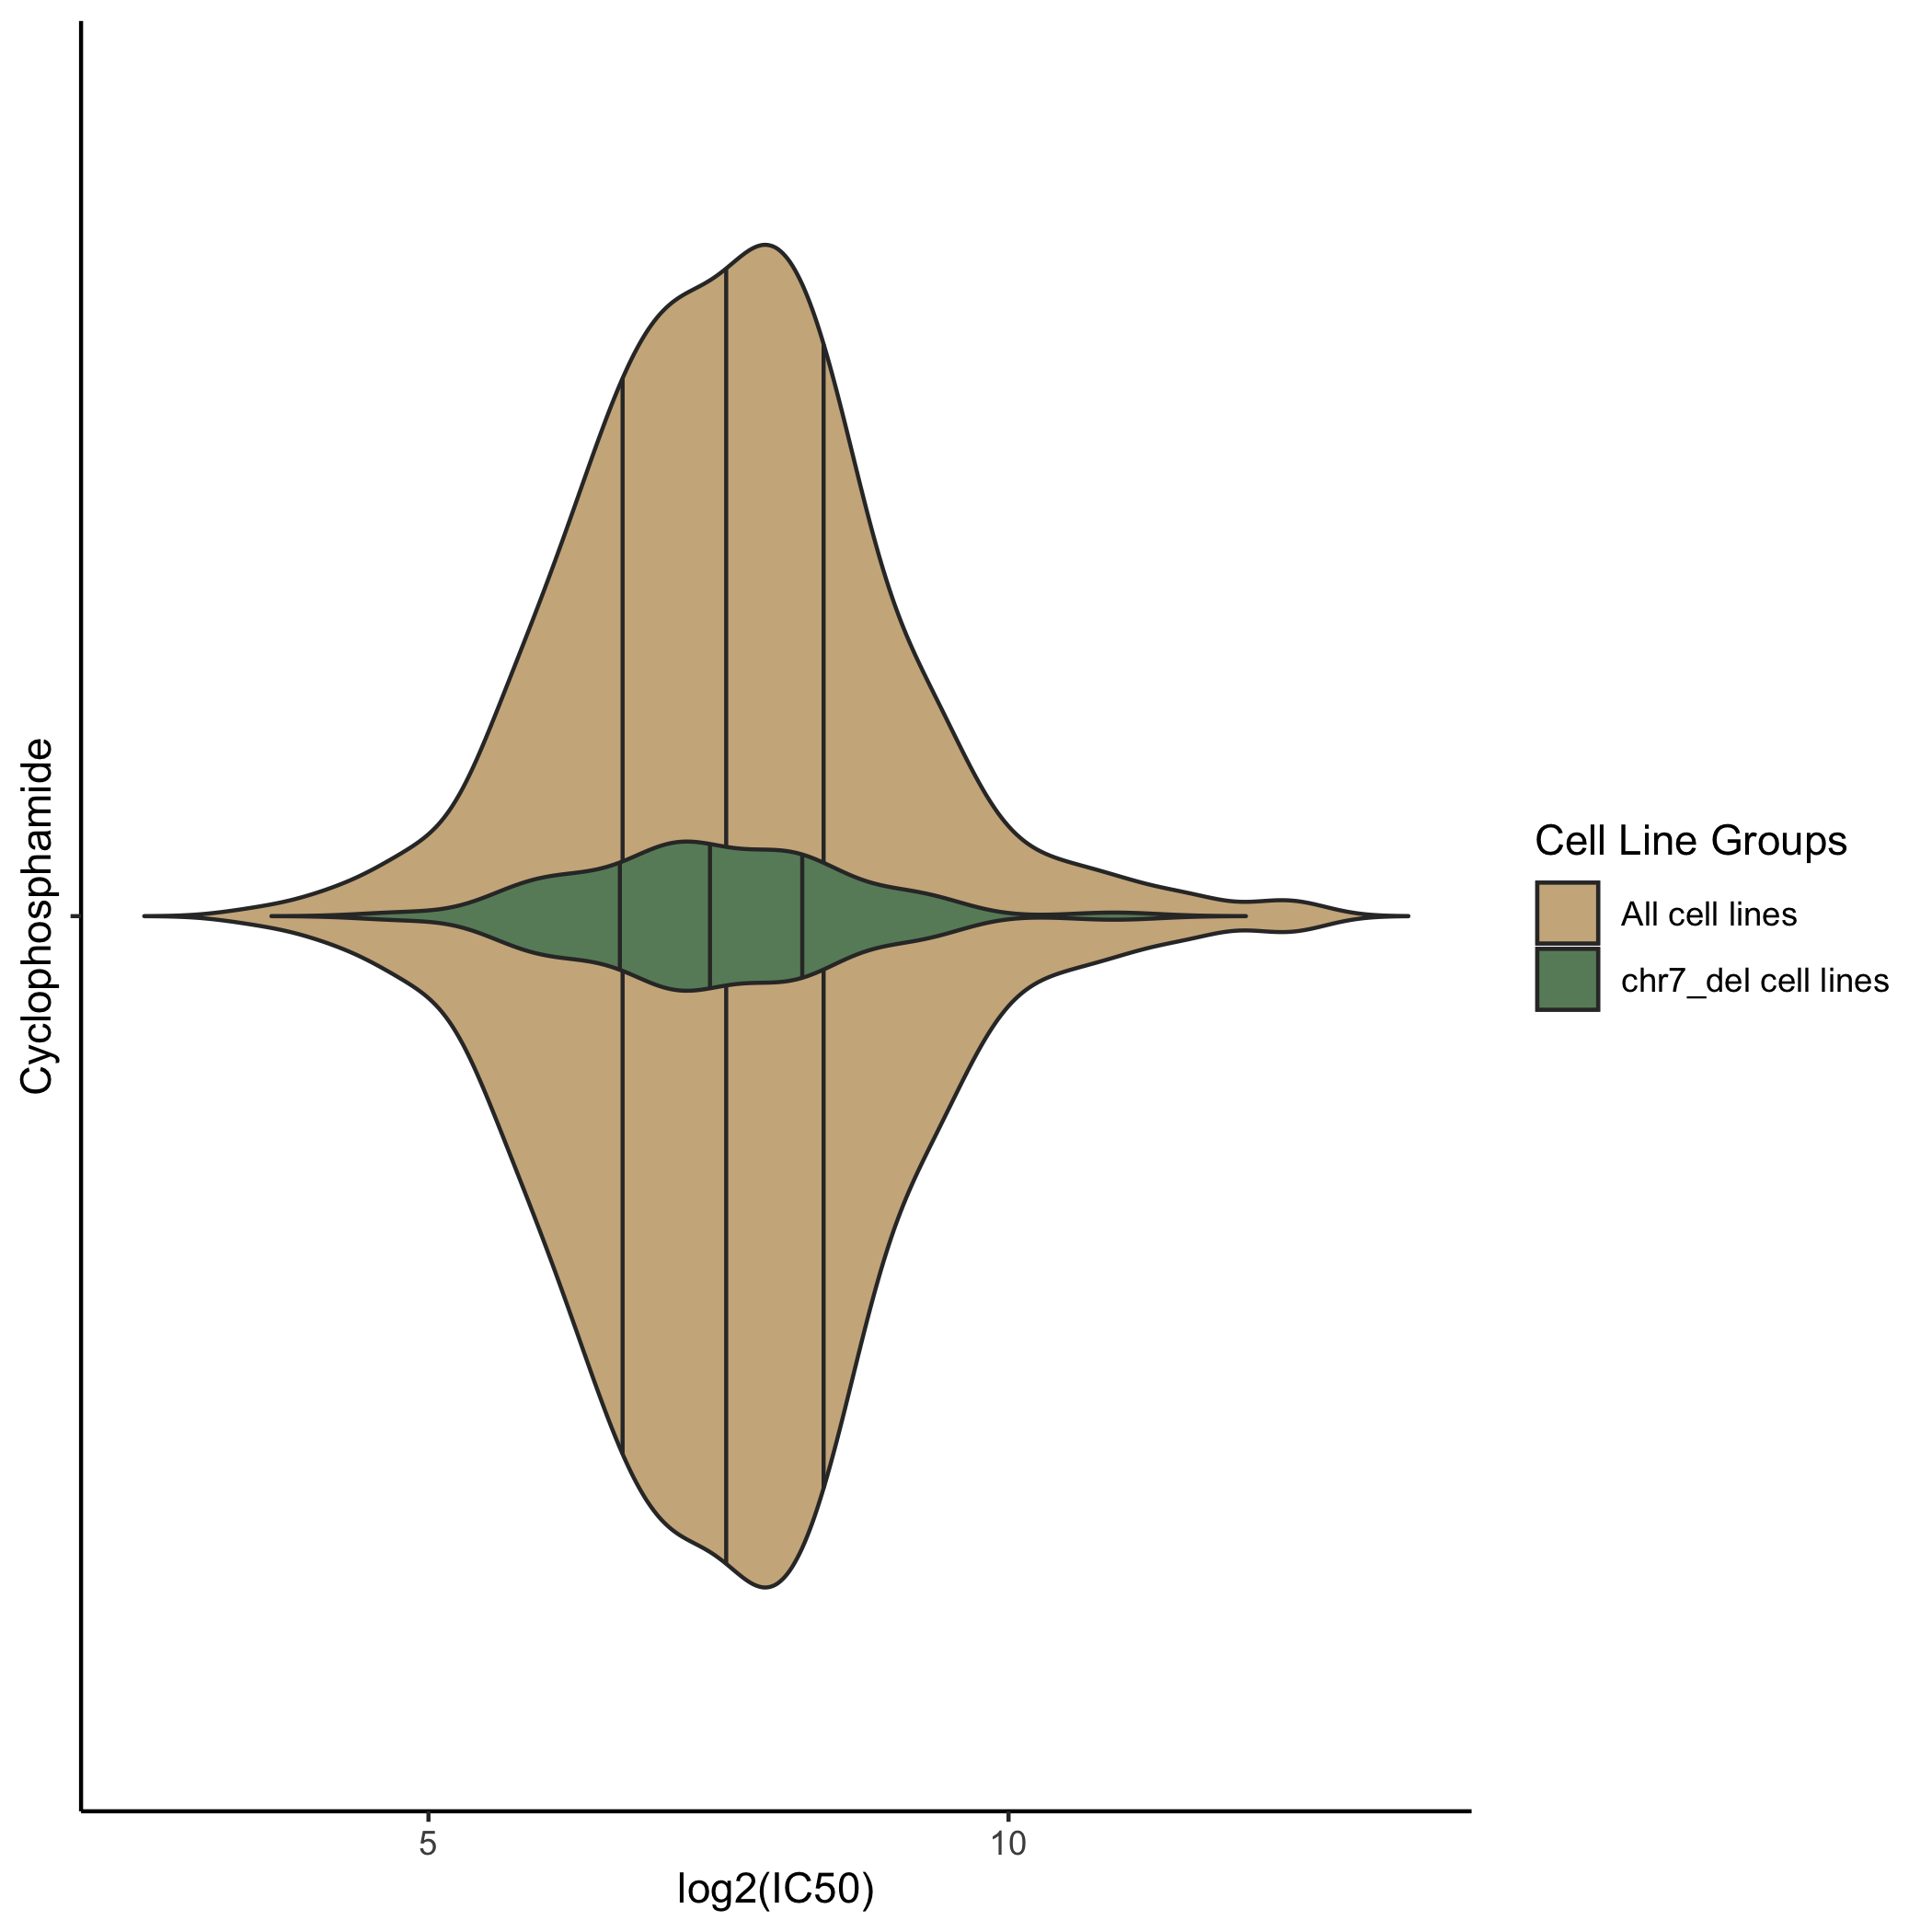 Cyclophosphamide
5
10
log2(IC50)
Cell Line Groups
All cell lines
chr7_del cell lines